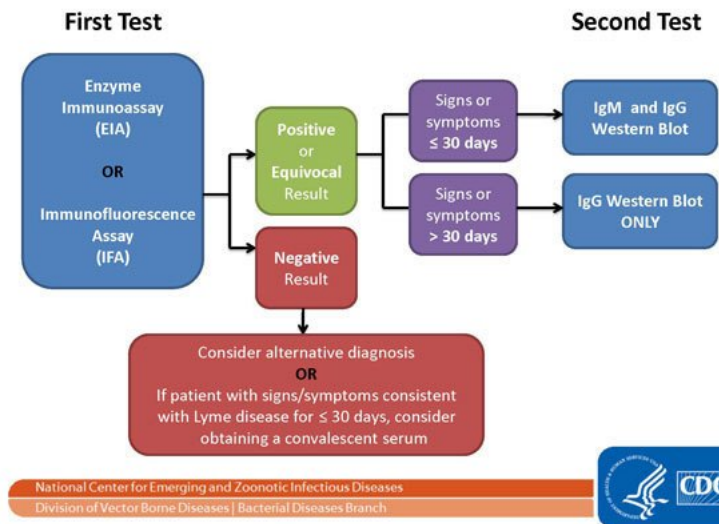 First Test
Second Test
Enzyme
Immunoassay
(EIA)
OR
Immunofluorescence
Assay
(IFA)
Positive
or
Equivocal
Result
Negative
Result
Signs or
symptoms
≤ 30 days
IgM and IgG
Western Blot
Signs or
symptoms
> 30 days
IgG Western Blot
ONLY
Consider alternative diagnosis
OR
If patient with signs/symptoms consistent
with Lyme disease for ≤ 30 days, consider
obtaining a convalescent serum
National Center for Emerging and Zoonotic Infectious Diseases
Division of Vector Borne Diseases | Bacterial Diseases Branch
CDC